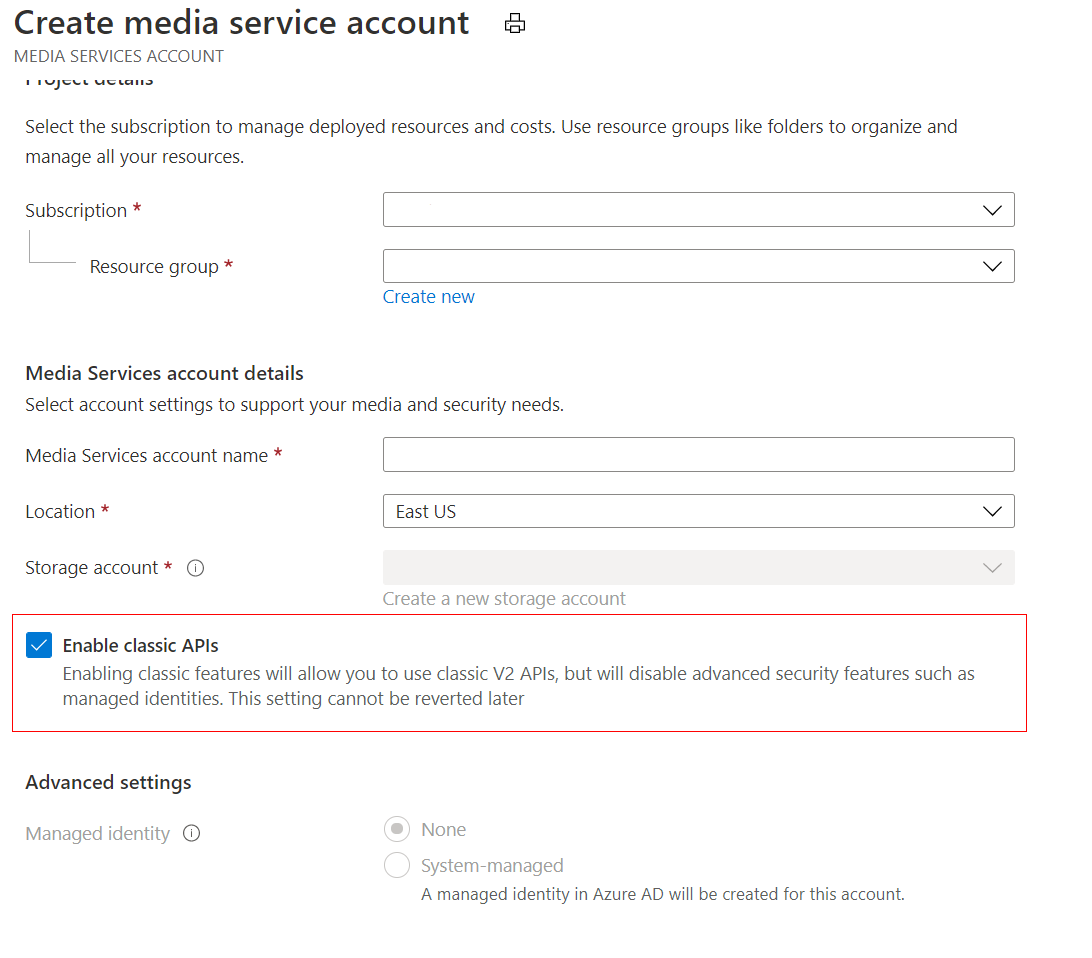 Create media service account
MEDIA SERVICES ACCOUNT
Project details
Select the subscription to manage deployed resources and costs. Use resource groups like folders to organize and
manage all your resources.
Subscription *
Resource group *
Create new
Media Services account details
Select account settings to support your media and security needs.
Media Services account name *
Location *
East US
Storage account *
Create a new storage account
Enable classic APIs
Enabling classic features will allow you to use classic V2 APIs, but will disable advanced security features such as
managed identities. This setting cannot be reverted later
Advanced settings
Managed identity
None
System-managed
A managed identity in Azure AD will be created for this account.